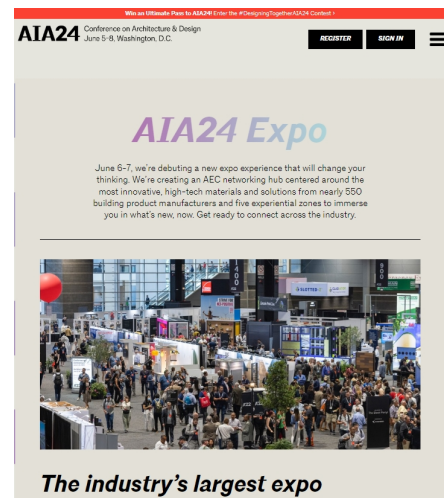 Win an Ultimate Pass to AIA24! Enter the #DesigningTogetherAIA24 Contest ›
AIA24 Conference on Architecture & Design
June 5-8, Washington, D.C.
REGISTER
SIGN IN
AIA24 Expo
June 6-7, we're debuting a new expo experience that will change your
thinking. We're creating an AEC networking hub centered around the
most innovative, high-tech materials and solutions from nearly 550
building product manufacturers and five experiential zones to immerse
you in what's new, now. Get ready to connect across the industry.
1400
900
The industry's largest expo